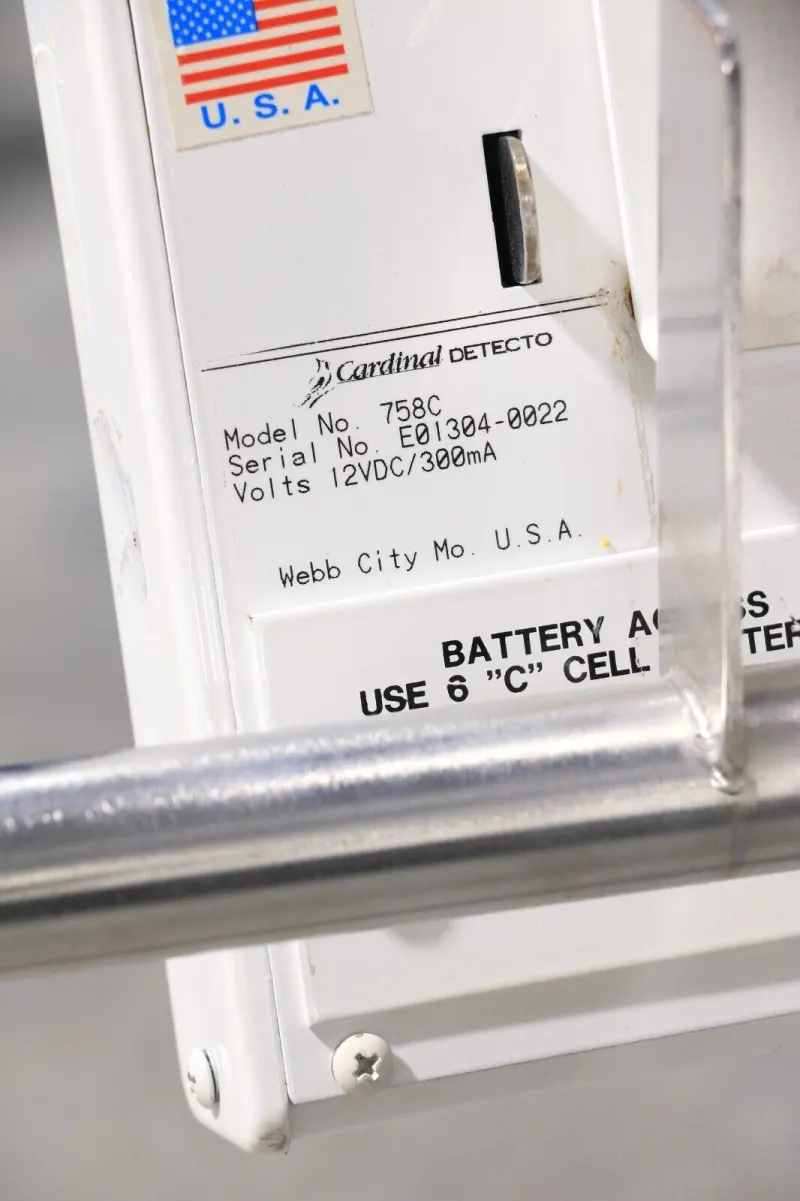 U. S. A.
Cardinal DETECTO
Model No. 758C
Serial No. E01304-0022
Volts 12VDC/300mA
Webb City Mo. U.S.A.
BATTERY
USE 6 "C" CELL